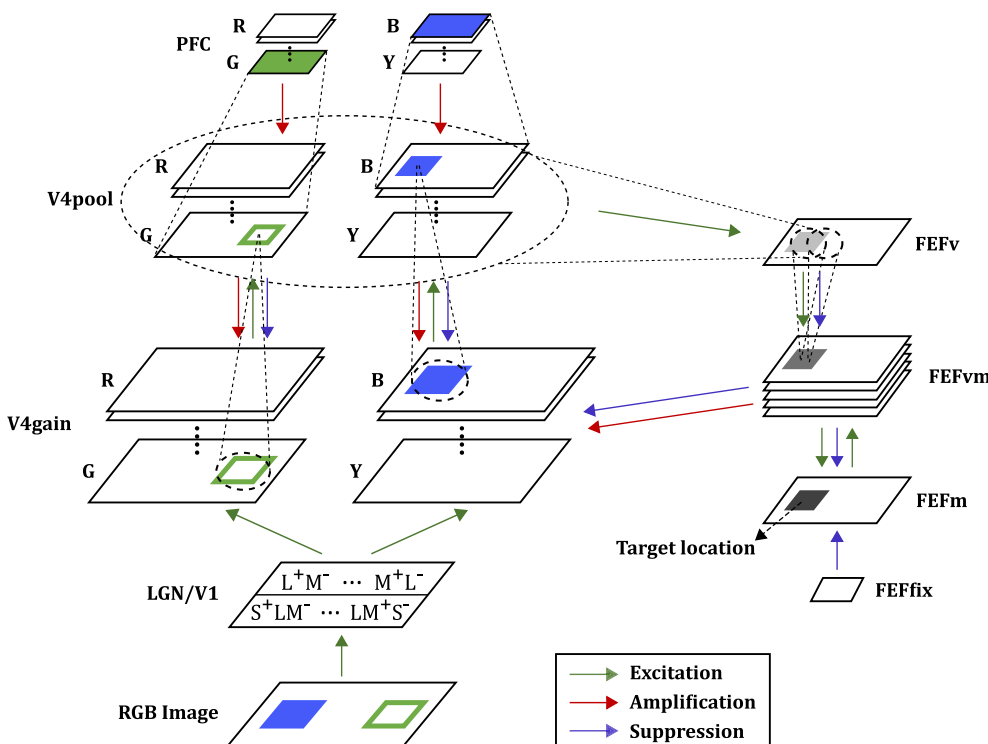 PFC
R
G
B
Y
V4pool
R
G
B
Y
FEFv
V4gain
R
G
B
Y
FEFvm
FEFm
Target location
FEFfix
LGN/V1
L⁺M⁻ ··· M⁺L⁻
S⁺LM⁻ ··· LM⁺S⁻
RGB Image
Excitation
Amplification
Suppression